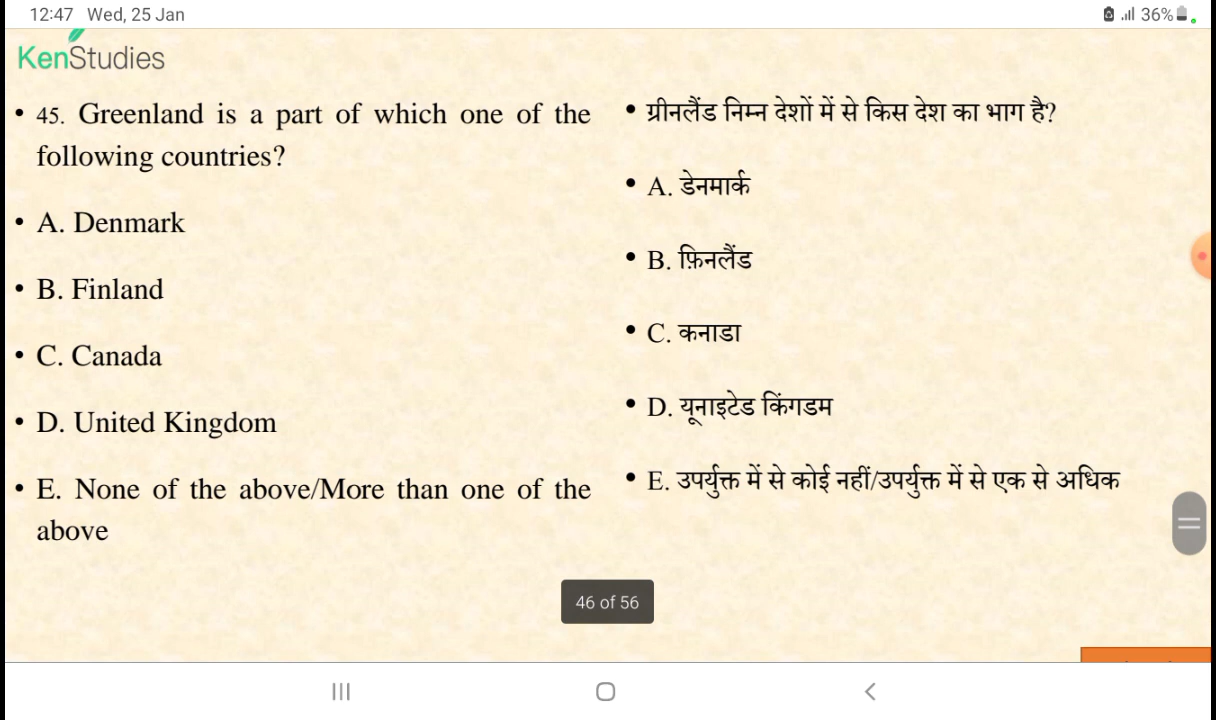 12:47 Wed, 25 Jan
36%
KenStudies
• 45. Greenland is a part of which one of the
following countries?
• A. Denmark
• B. Finland
• C. Canada
• D. United Kingdom
• E. None of the above/More than one of the
above
• ग्रीनलैंड निम्न देशों में से किस देश का भाग है?
• A. डेनमार्क
• B. फ़िनलैंड
• C. कनाडा
• D. यूनाइटेड किंगडम
• E. उपर्युक्त में से कोई नहीं/उपर्युक्त में से एक से अधिक
46 of 56